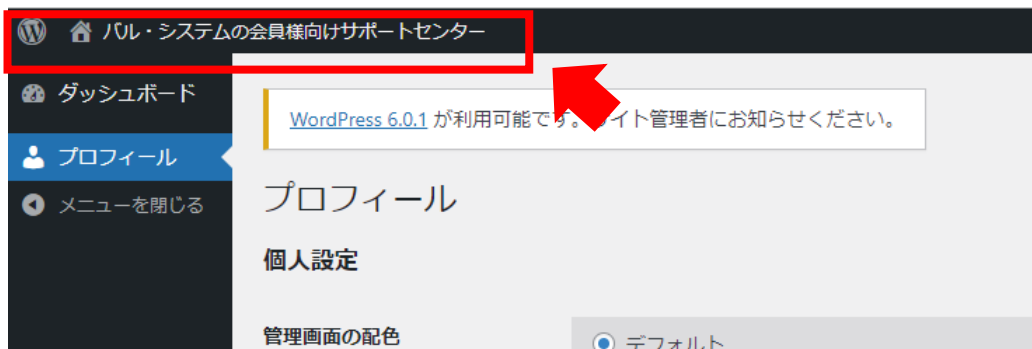 バル・システムの会員様向けサポートセンター
ダッシュボード
WordPress 6.0.1 が利用可能です。サイト管理者にお知らせください。
プロフィール
メニューを閉じる
プロフィール
個人設定
管理画面の配色
デフォルト